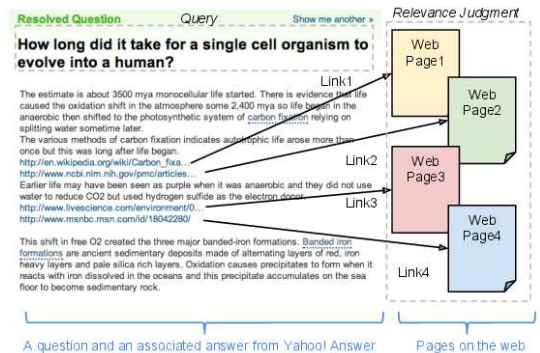 Resolved Question
Query
Show me another »
Relevance Judgment
How long did it take for a single cell organism to
evolve into a human?
The estimate is about 3500 mya monocellular life started. There is evidence that life
caused the oxidation shift in the atmosphere some 2,400 mya so life began in the
anaerobic then shifted to the photosynthetic system of carbon fixation relying on
splitting water sometime later.
The various methods of carbon fixation indicates autotrophic life arose more than
once but this was long after life began.
http://en.wikipedia.org/wiki/Carbon_fixa...
http://www.ncbi.nlm.nih.gov/pmc/articles...
Earlier life may have been seen as purple when it was anaerobic and they did not use
water to reduce CO2 but used hydrogen sulfide as the electron donor.
http://www.livescience.com/environment/0...
http://www.msnbc.msn.com/id/18042280/
This shift in free O2 created the three major banded-iron formations. Banded iron
formations are ancient sedimentary deposits made of alternating layers of red, iron
heavy layers and pale silica rich layers. Oxidation causes precipitates to form when it
reacts with iron dissolved in the oceans and this precipitate accumulates on the sea
floor to become sedimentary rock.
Link1
Link2
Link3
Link4
Web
Page1
Web
Page2
Web
Page3
Web
Page4
A question and an associated answer from Yahoo! Answer
Pages on the web